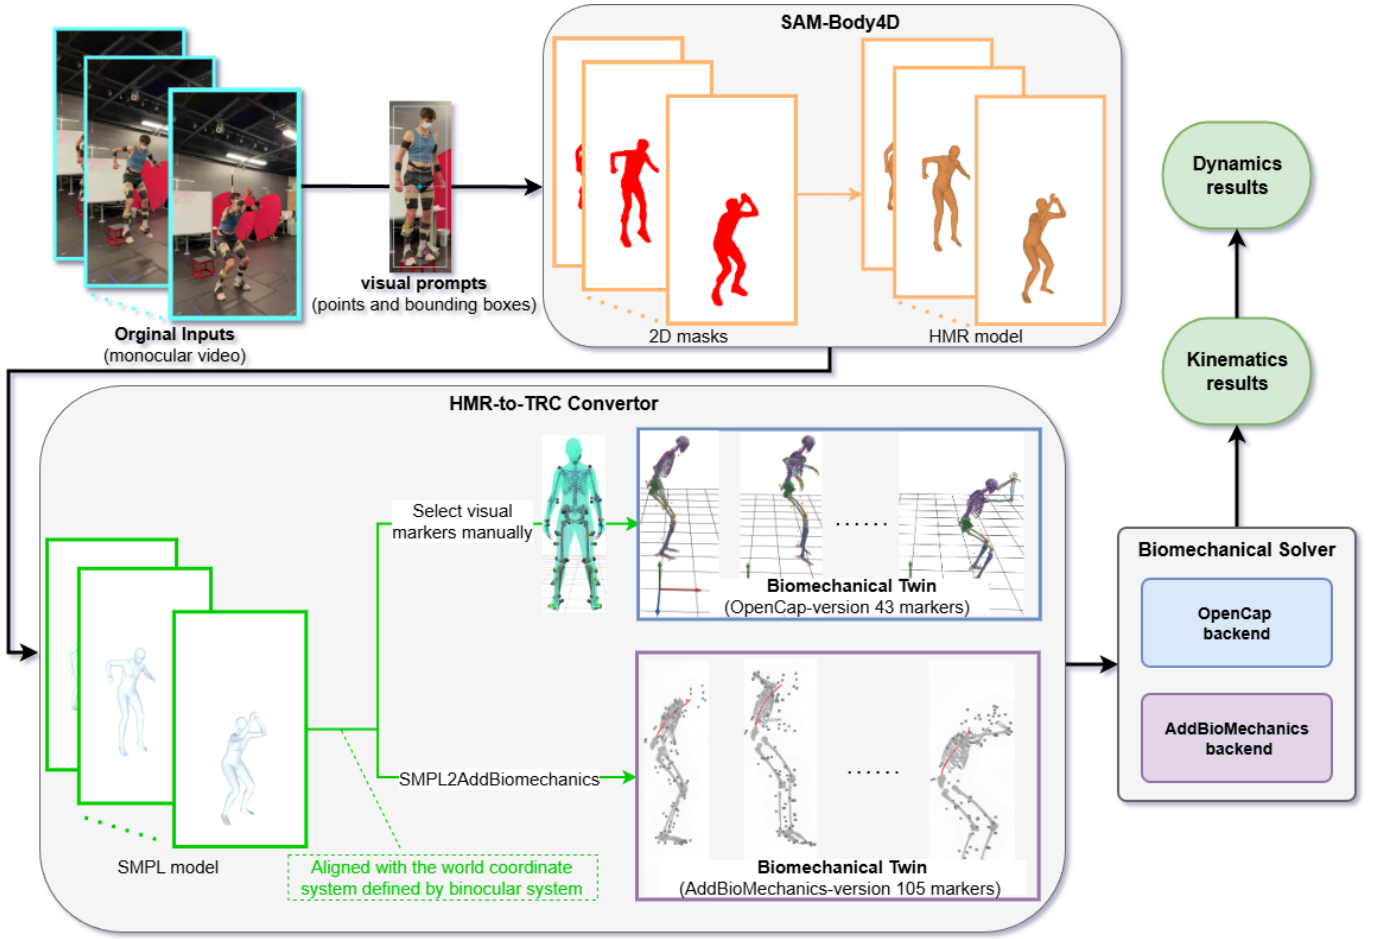 SAM-Body4D
visual prompts
(points and bounding boxes)
Orginal Inputs
(monocular video)
2D masks
HMR model
Dynamics
results
Kinematics
results
HMR-to-TRC Convertor
Select visual
markers manually
Biomechanical Twin
(OpenCap-version 43 markers)
SMPL2AddBiomechanics
Biomechanical Twin
(AddBioMechanics-version 105 markers)
SMPL model
Aligned with the world coordinate
system defined by binocular system
Biomechanical Solver
OpenCap
backend
AddBioMechanics
backend